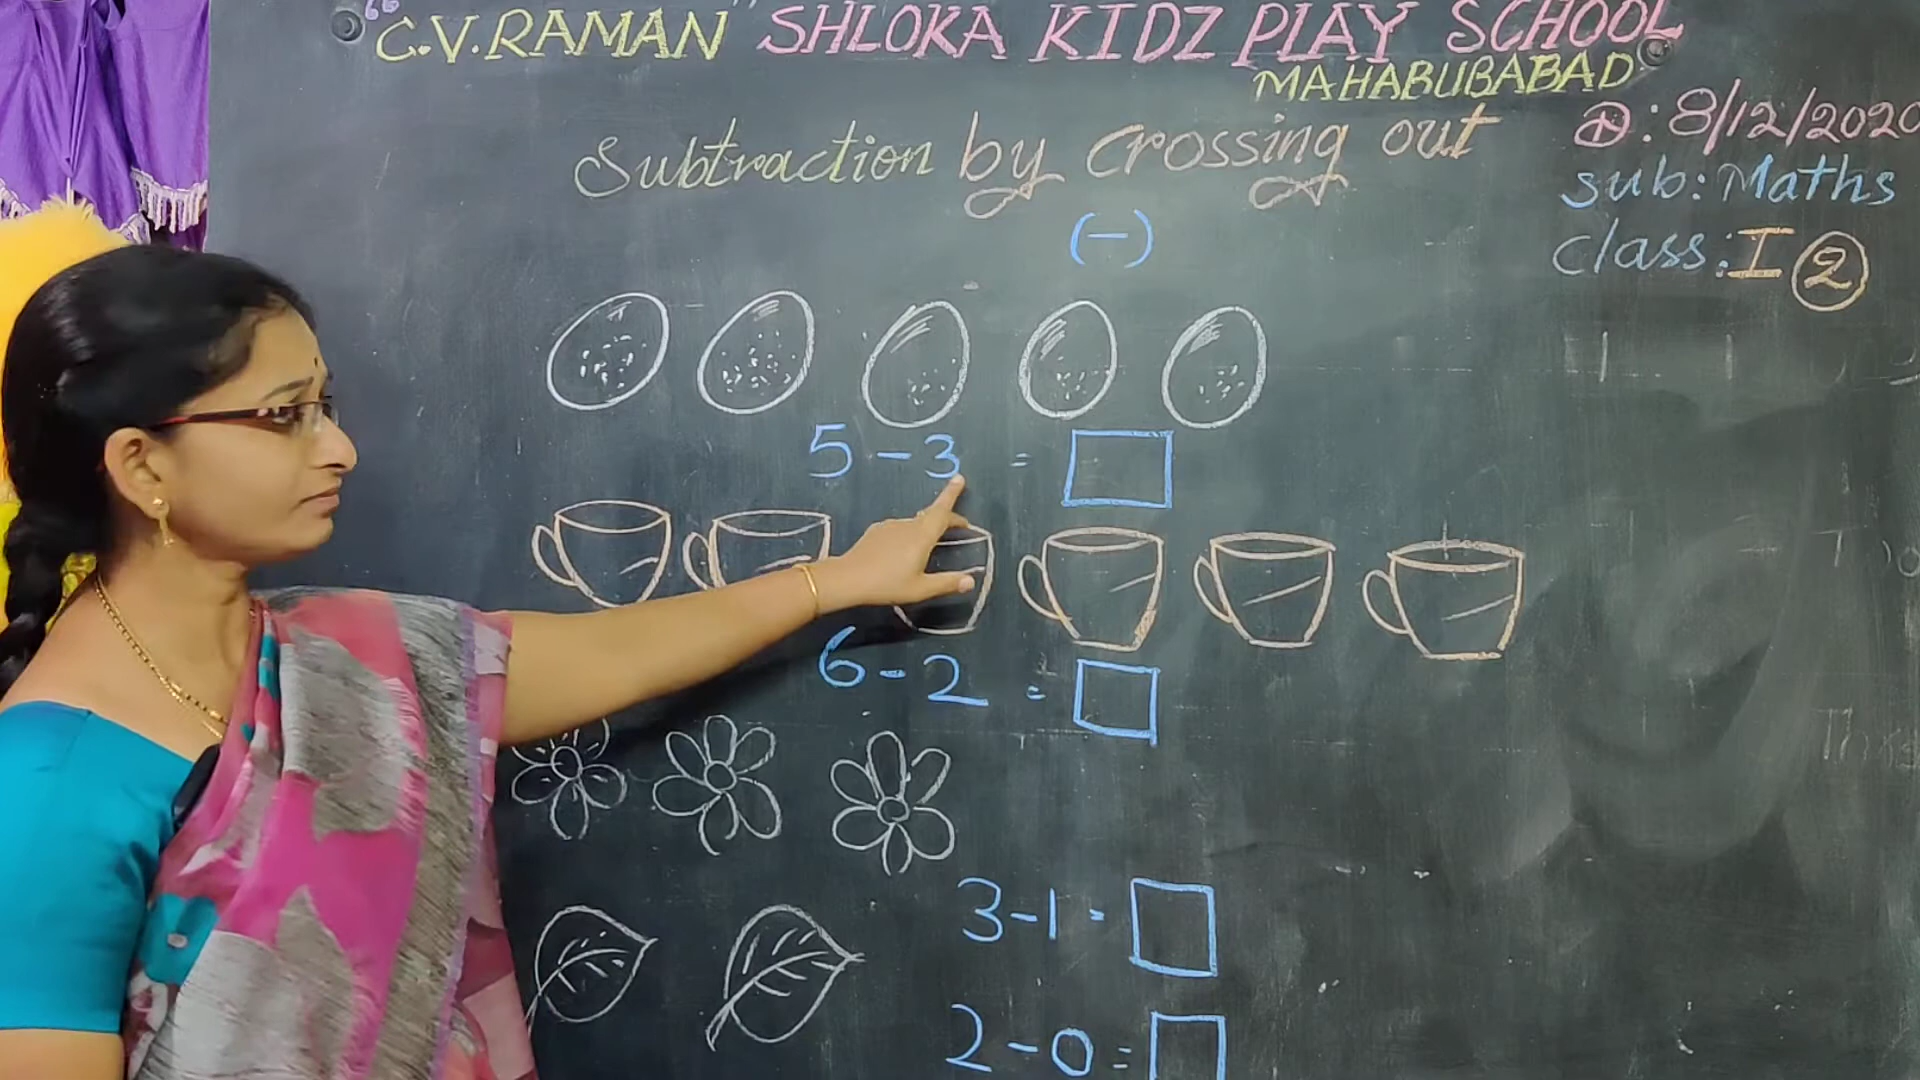 "C.V.RAMAN" SHLOKA KIDZ PLAY SCHOOL
MAHABUBABAD
D: 8/12/2020
Subtraction by Crossing out
sub: Maths
(-)
class: I 2
5 - 3 =
6 - 2 =
3 - 1 =
2 - 0 =